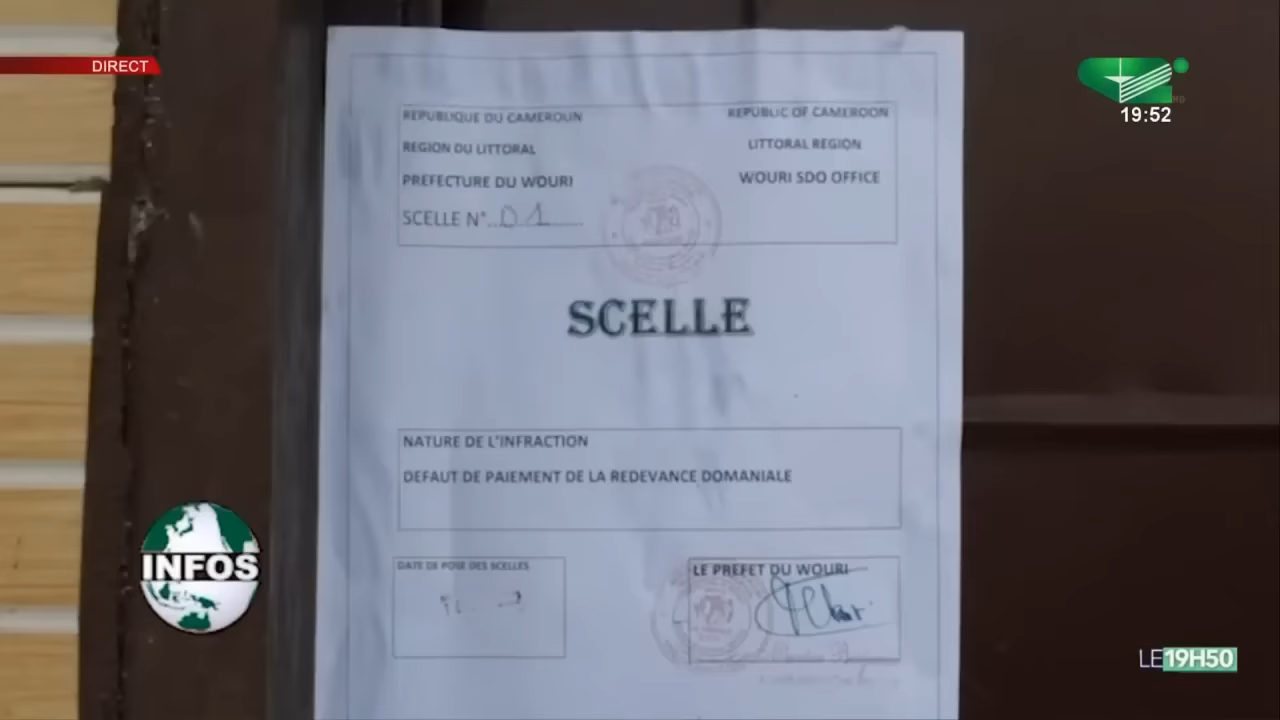 DIRECT
19:52
REPUBLIQUE DU CAMEROUN
REPUBLIC OF CAMEROON
REGION DU LITTORAL
LITTORAL REGION
PREFECTURE DU WOURI
WOURI SDO OFFICE
SCELLE N° 01
SCELLE
NATURE DE L'INFRACTION
DEFAUT DE PAIEMENT DE LA REDEVANCE DOMANIALE
DATE DE POSE DES SCELLES
LE PREFET DU WOURI
INFOS
LE 19H50